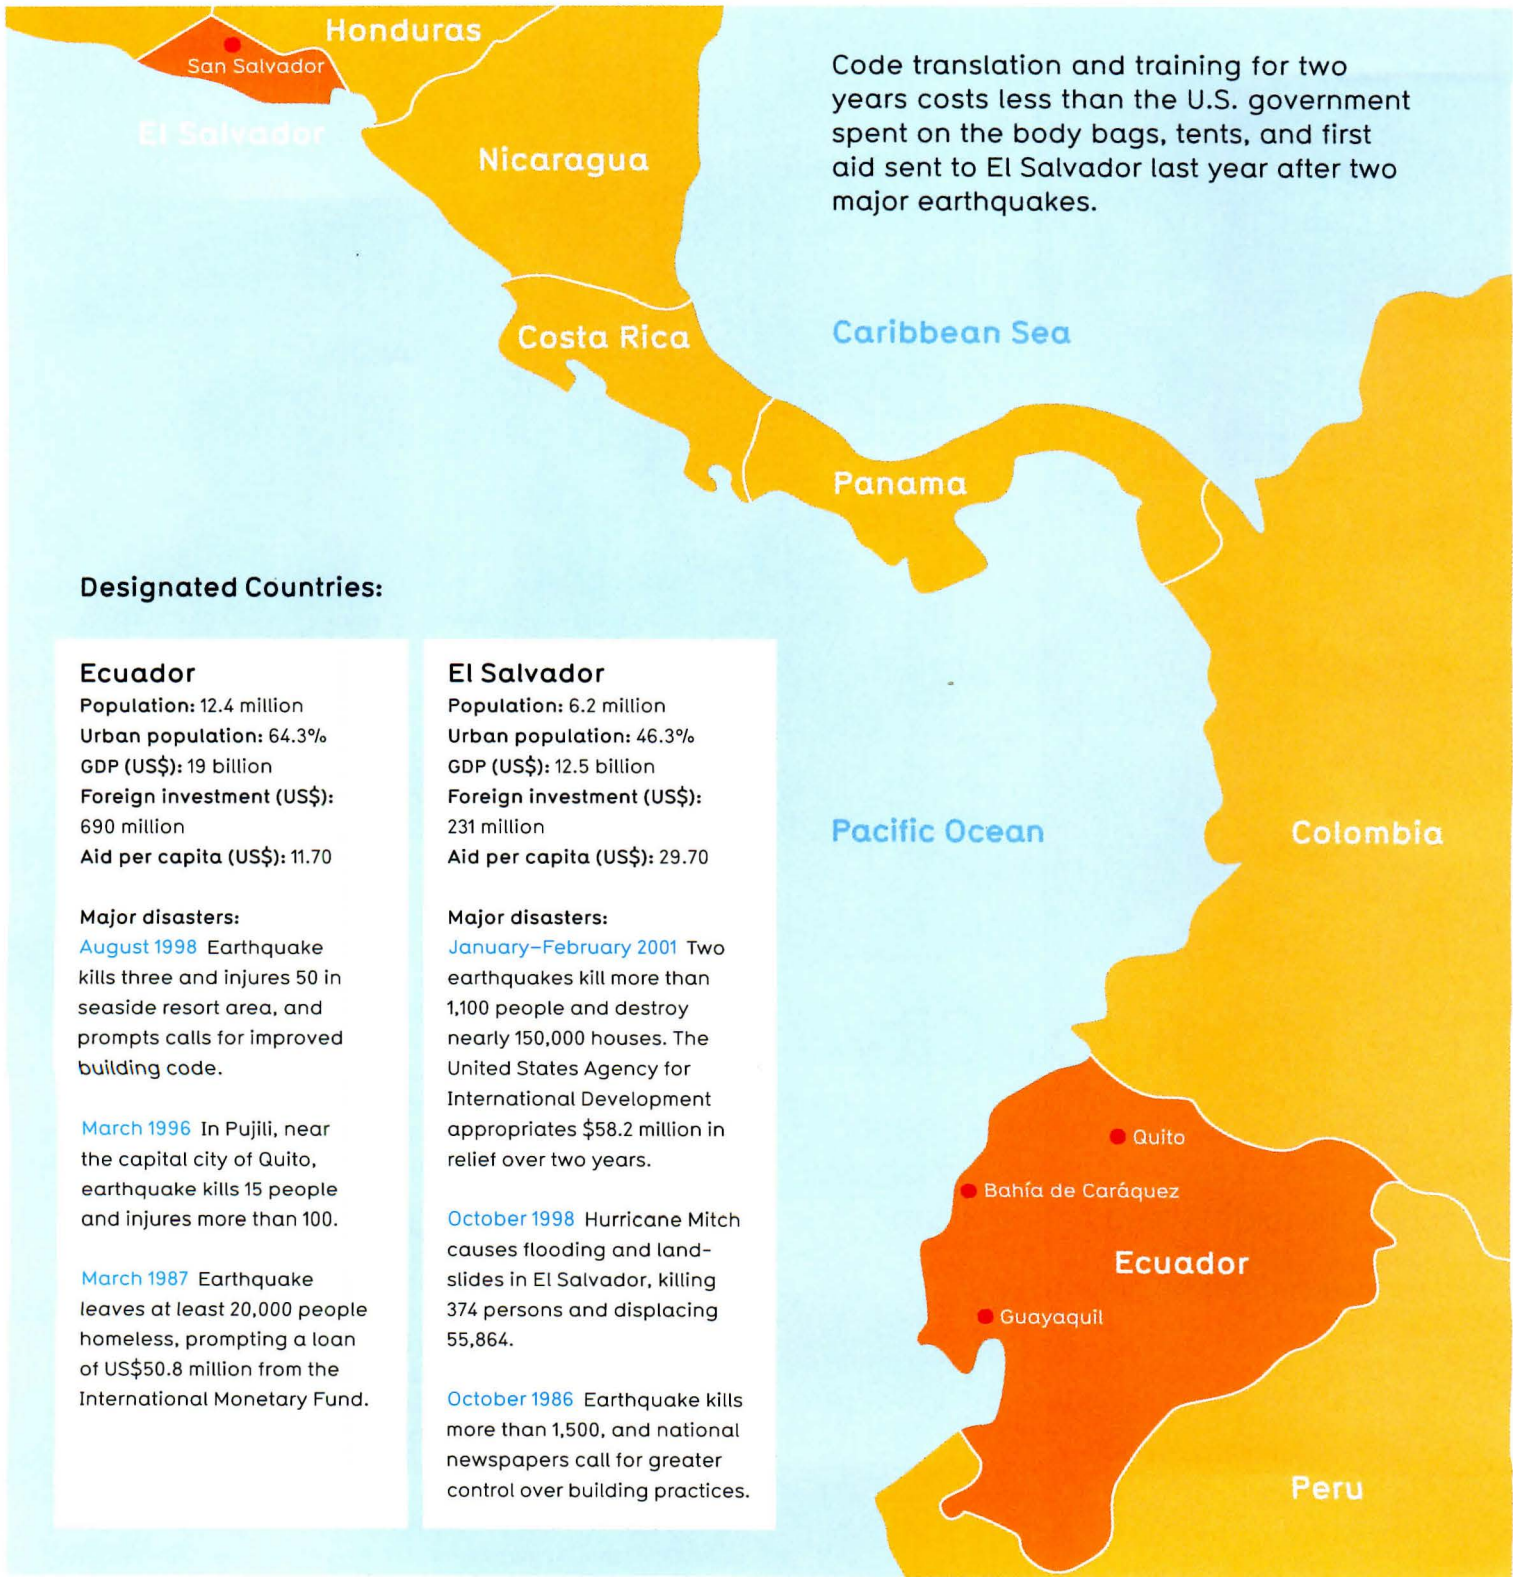 Honduras
San Salvador
El Salvador
Nicaragua
Code translation and training for two
years costs less than the U.S. government
spent on the body bags, tents, and first
aid sent to El Salvador last year after two
major earthquakes.
Costa Rica
Caribbean Sea
Panama
Designated Countries:
Ecuador
Population: 12.4 million
Urban population: 64.3%
GDP (US$): 19 billion
Foreign investment (US$):
690 million
Aid per capita (US$): 11.70
Major disasters:
August 1998 Earthquake
kills three and injures 50 in
seaside resort area, and
prompts calls for improved
building code.
March 1996 In Pujili, near
the capital city of Quito,
earthquake kills 15 people
and injures more than 100.
March 1987 Earthquake
leaves at least 20,000 people
homeless, prompting a loan
of US$50.8 million from the
International Monetary Fund.
El Salvador
Population: 6.2 million
Urban population: 46.3%
GDP (US$): 12.5 billion
Foreign investment (US$):
231 million
Aid per capita (US$): 29.70
Major disasters:
January–February 2001 Two
earthquakes kill more than
1,100 people and destroy
nearly 150,000 houses. The
United States Agency for
International Development
appropriates $58.2 million in
relief over two years.
October 1998 Hurricane Mitch
causes flooding and land-
slides in El Salvador, killing
374 persons and displacing
55,864.
October 1986 Earthquake kills
more than 1,500, and national
newspapers call for greater
control over building practices.
Pacific Ocean
Colombia
Quito
Bahía de Caráquez
Ecuador
Guayaquil
Peru